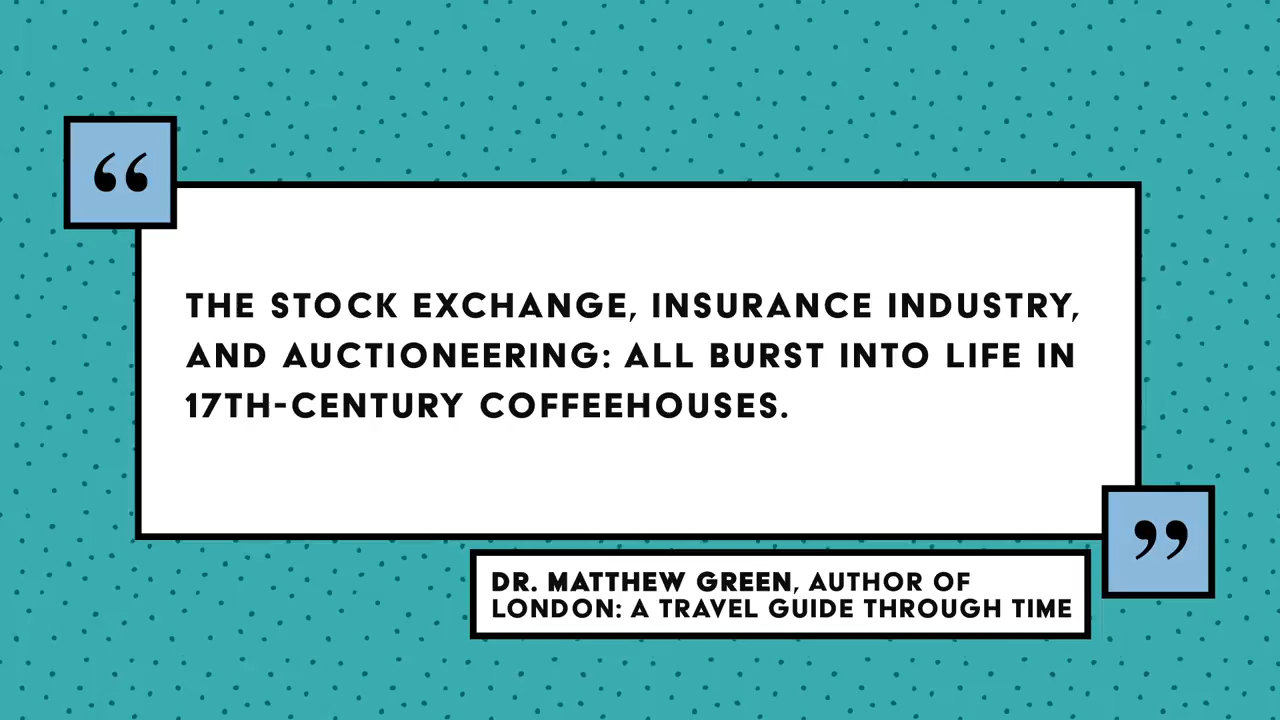 “
THE STOCK EXCHANGE, INSURANCE INDUSTRY,
AND AUCTIONEERING: ALL BURST INTO LIFE IN
17TH-CENTURY COFFEEHOUSES.
”
DR. MATTHEW GREEN, AUTHOR OF
LONDON: A TRAVEL GUIDE THROUGH TIME